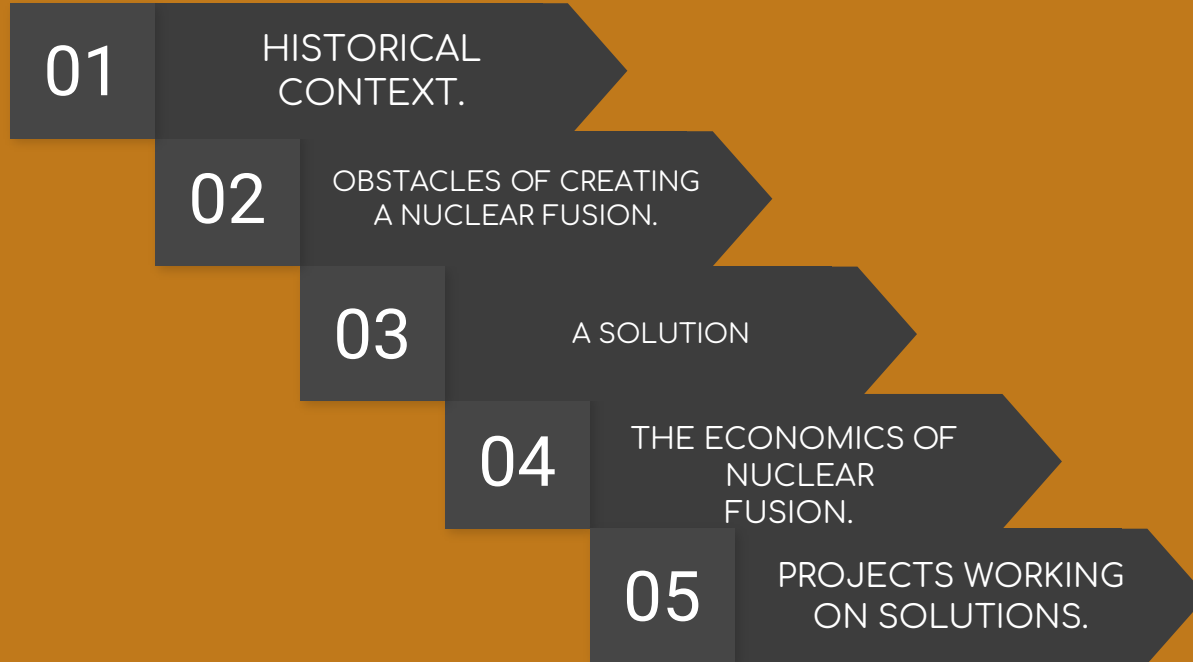 01
HISTORICAL
CONTEXT.
02
OBSTACLES OF CREATING
A NUCLEAR FUSION.
03
A SOLUTION
04
THE ECONOMICS OF
NUCLEAR
FUSION.
05
PROJECTS WORKING
ON SOLUTIONS.